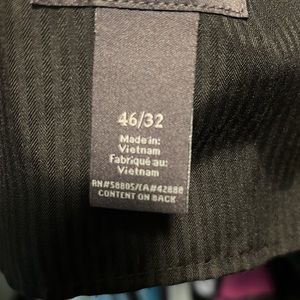 46/32
Made in:
Vietnam
Fabriqué au:
Vietnam
RN#58805/CA#42888
CONTENT ON BACK